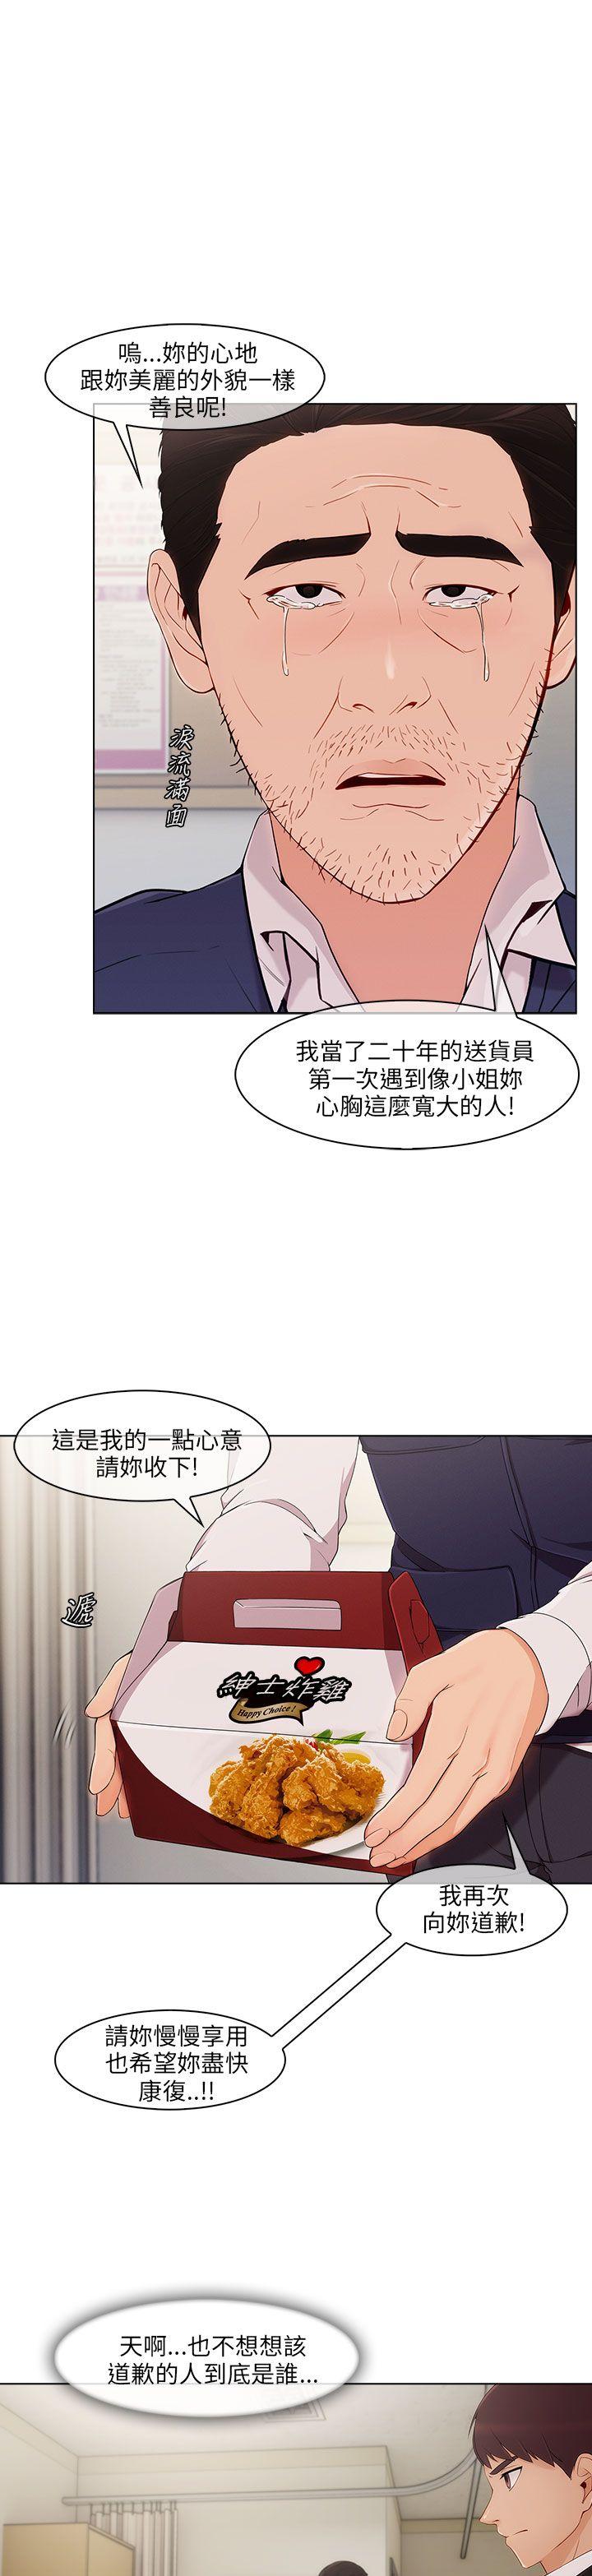 嗚...妳的心地
跟妳美麗的外貌一樣
善良呢!
淚流滿面
我當了二十年的送貨員
第一次遇到像小姐妳
心胸這麼寬大的人!
這是我的一點心意
請妳收下!
遞
紳士炸雞
Happy Choice!
我再次
向妳道歉!
請妳慢慢享用
也希望妳盡快
康復..!!
天啊...也不想想該
道歉的人到底是誰...